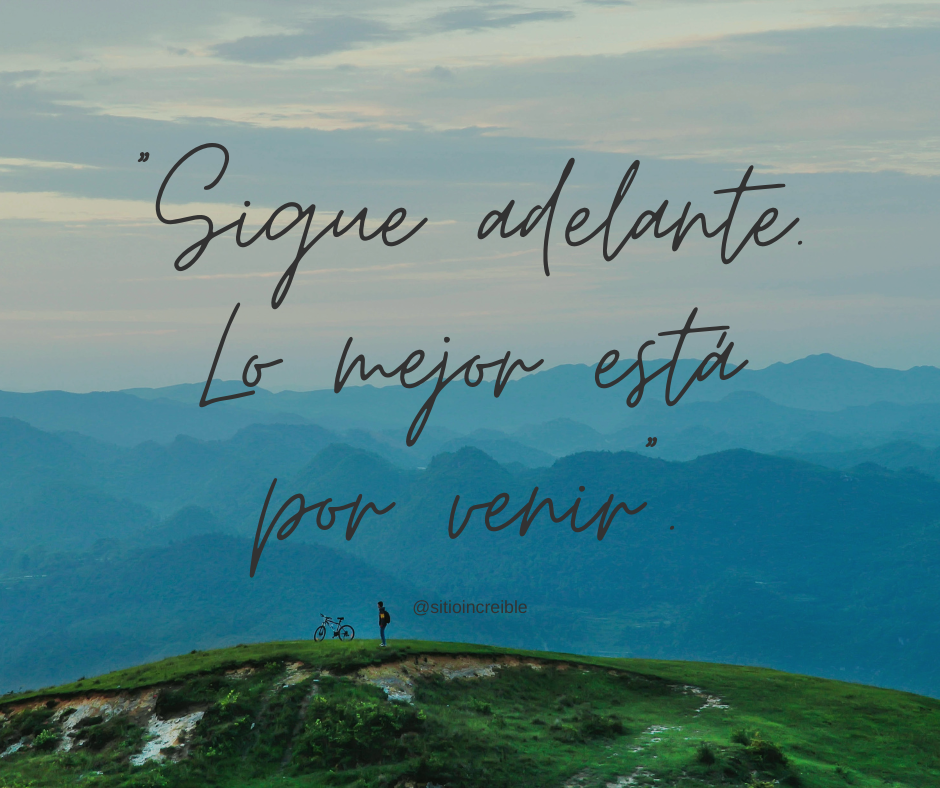 ”Sigue adelante.
Lo mejor está
por venir”.
@sitioincreible